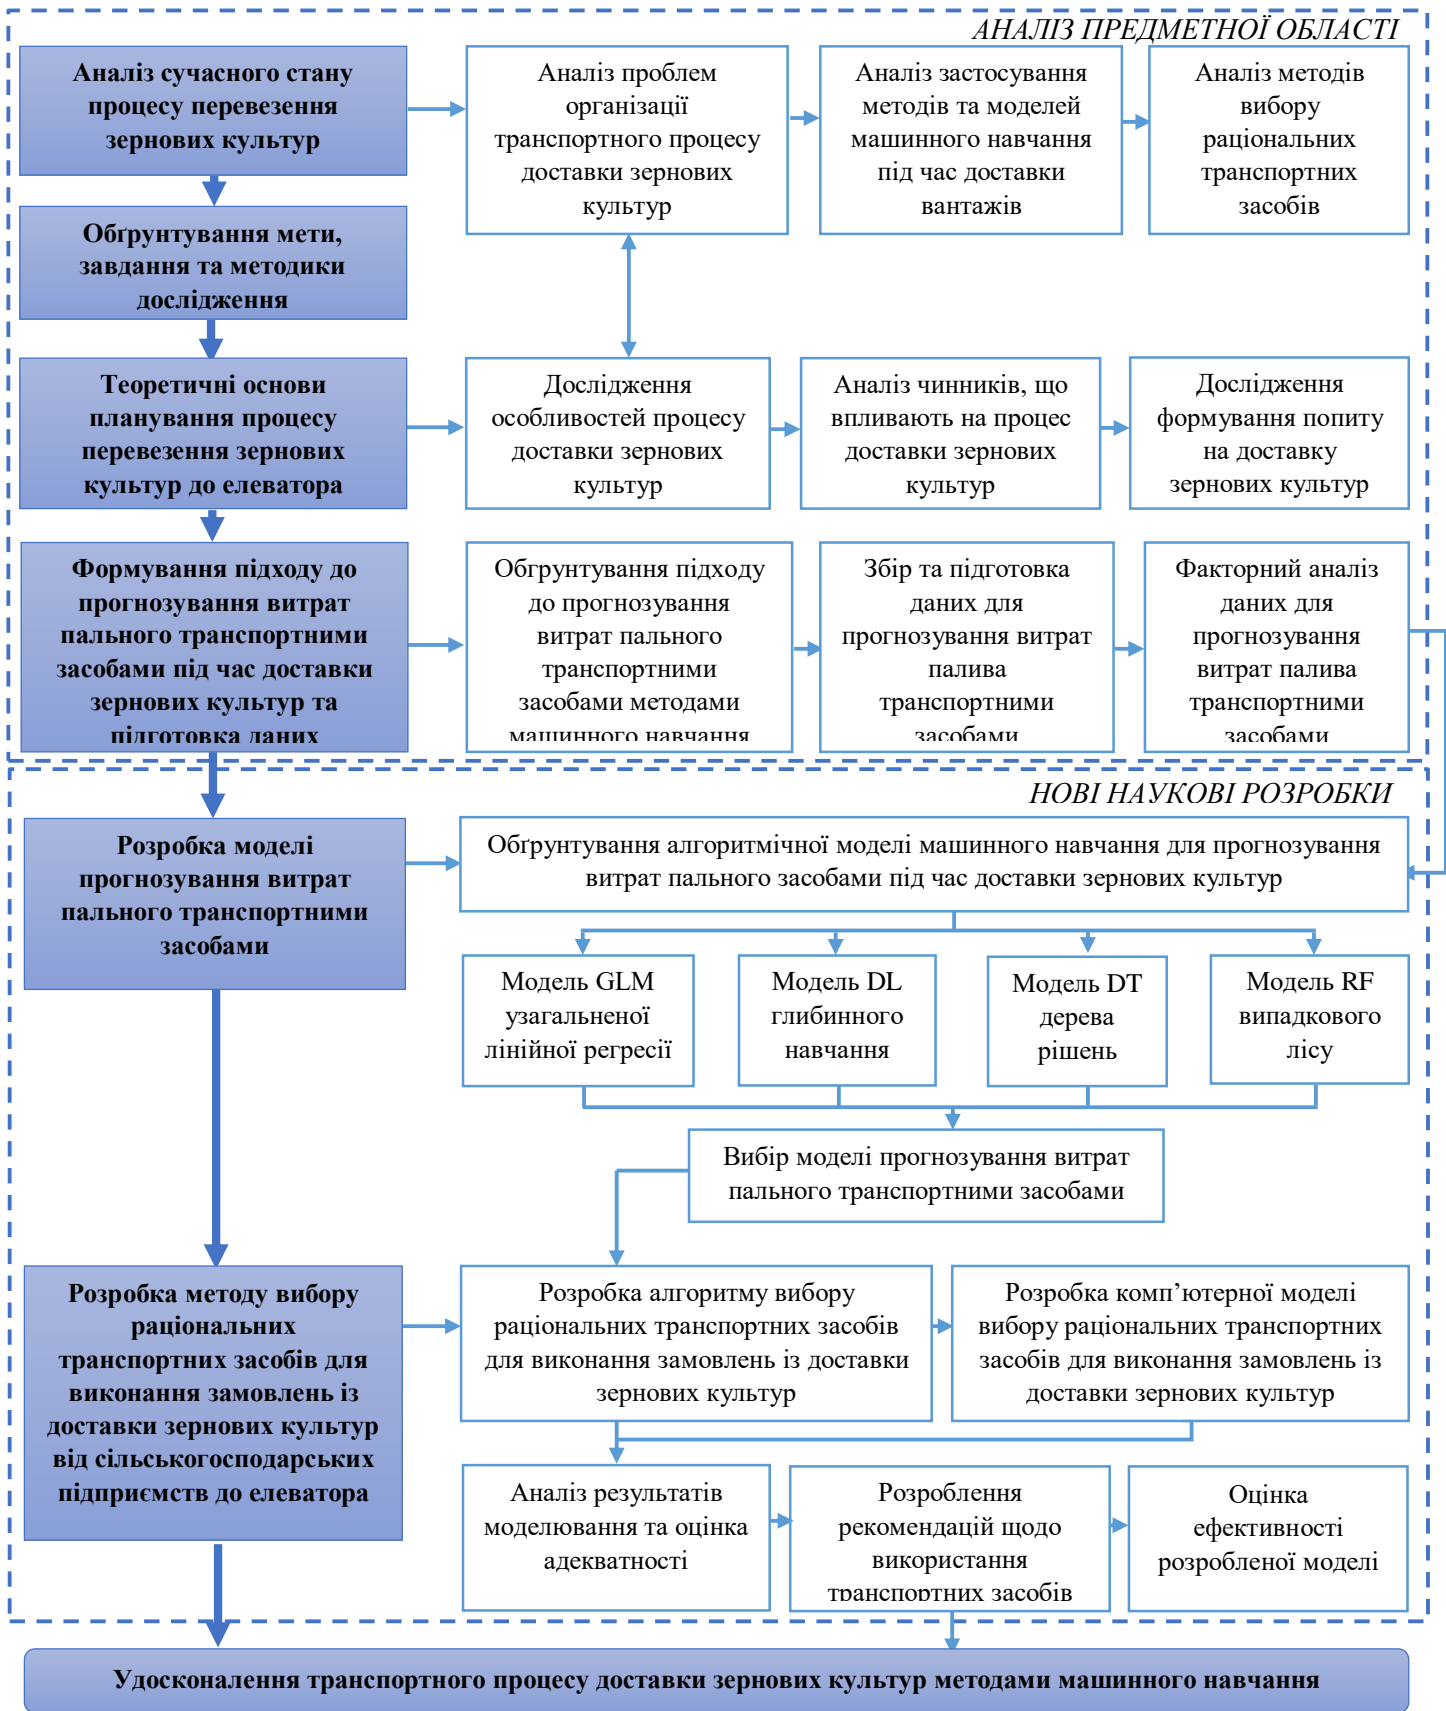 АНАЛІЗ ПРЕДМЕТНОЇ ОБЛАСТІ
Аналіз сучасного стану
процесу перевезення
зернових культур
Аналіз проблем
організації
транспортного процесу
доставки зернових
культур
Аналіз застосування
методів та моделей
машинного навчання
під час доставки
вантажів
Аналіз методів
вибору
раціональних
транспортних
засобів
Обґрунтування мети,
завдання та методики
дослідження
Теоретичні основи
планування процесу
перевезення зернових
культур до елеватора
Дослідження
особливостей процесу
доставки зернових
культур
Аналіз чинників, що
впливають на процес
доставки зернових
культур
Дослідження
формування попиту
на доставку
зернових культур
Формування підходу до
прогнозування витрат
пального транспортними
засобами під час доставки
зернових культур та
підготовка даних
Обгрунтування підходу
до прогнозування
витрат пального
транспортними
засобами методами
машинного навчання
Збір та підготовка
даних для
прогнозування витрат
палива
транспортними
засобами
Факторний аналіз
даних для
прогнозування
витрат палива
транспортними
засобами
НОВІ НАУКОВІ РОЗРОБКИ
Розробка моделі
прогнозування витрат
пального транспортними
засобами
Обґрунтування алгоритмічної моделі машинного навчання для прогнозування
витрат пального засобами під час доставки зернових культур
Модель GLM
узагальненої
лінійної регресії
Модель DL
глибинного
навчання
Модель DT
дерева
рішень
Модель RF
випадкового
лісу
Вибір моделі прогнозування витрат
пального транспортними засобами
Розробка методу вибору
раціональних
транспортних засобів для
виконання замовлень із
доставки зернових культур
від сільськогосподарських
підприємств до елеватора
Розробка алгоритму вибору
раціональних транспортних засобів
для виконання замовлень із доставки
зернових культур
Розробка комп’ютерної моделі
вибору раціональних транспортних
засобів для виконання замовлень із
доставки зернових культур
Аналіз результатів
моделювання та оцінка
адекватності
Розроблення
рекомендацій щодо
використання
транспортних засобів
Оцінка
ефективності
розробленої моделі
Удосконалення транспортного процесу доставки зернових культур методами машинного навчання